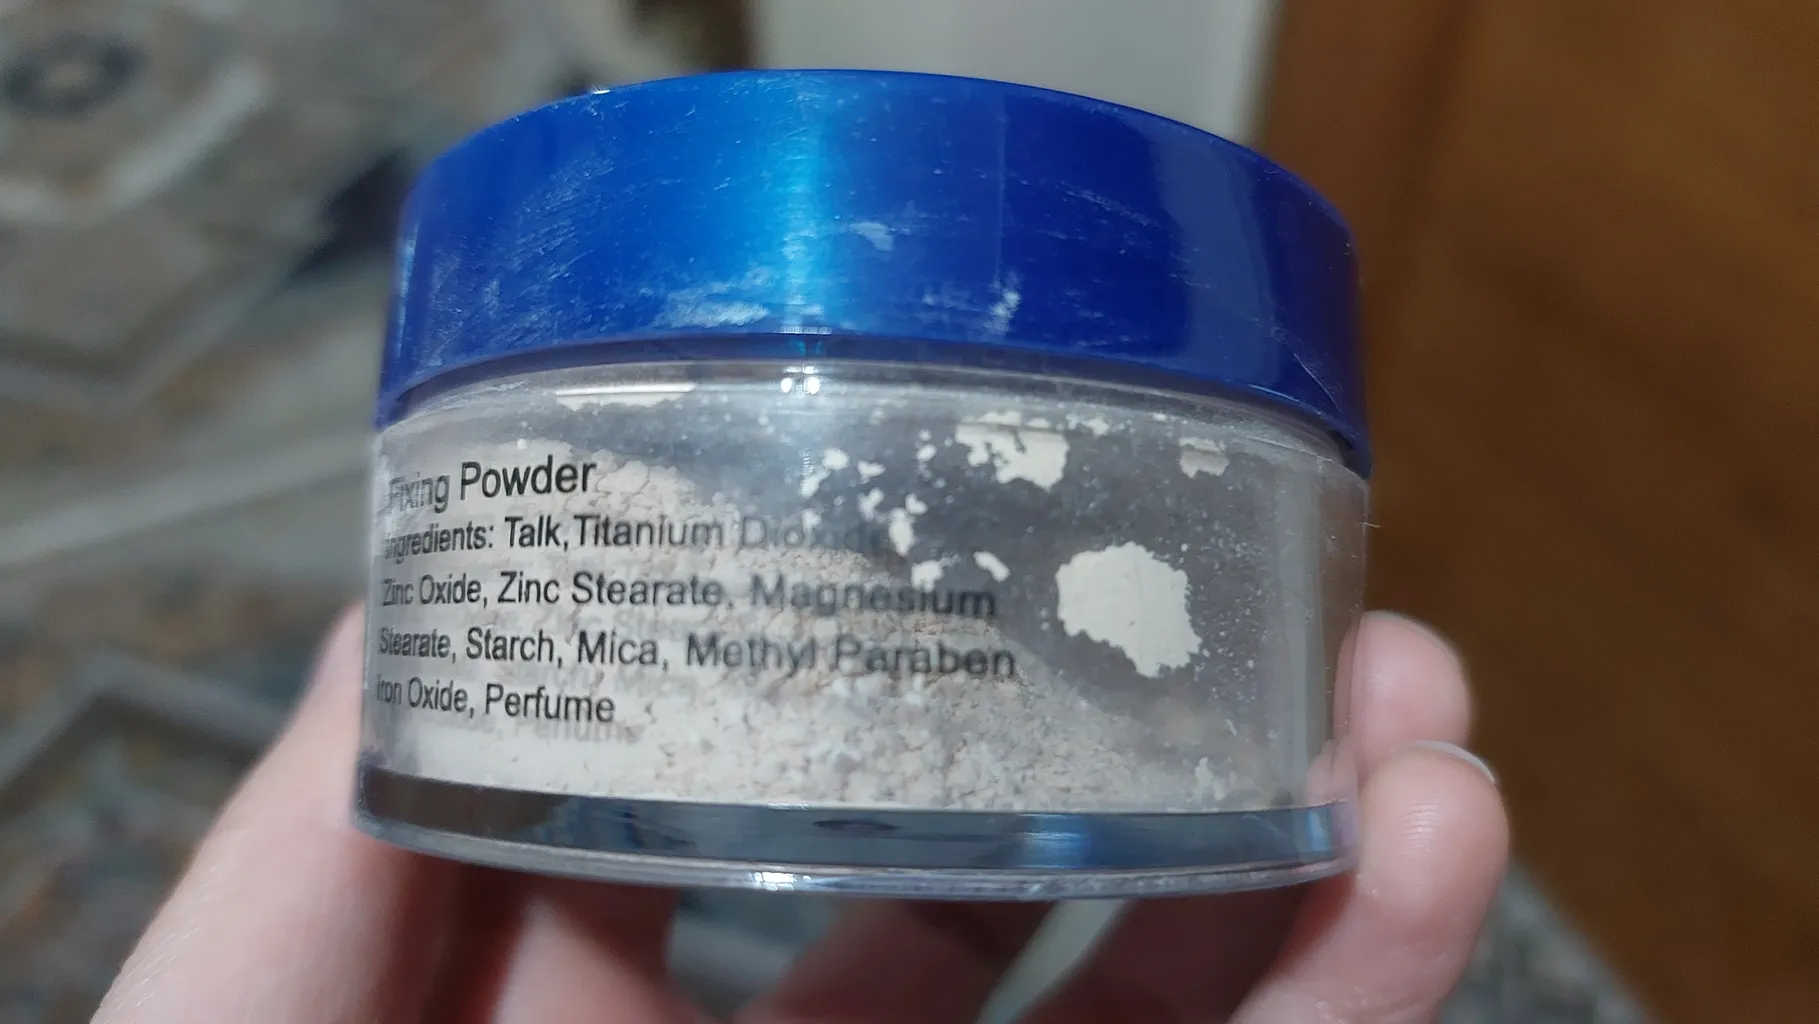 Fixing Powder
Ingredients: Talk, Titanium Dioxide
Zinc Oxide, Zinc Stearate, Magnesium
Stearate, Starch, Mica, Methyl Paraben
Iron Oxide, Perfume